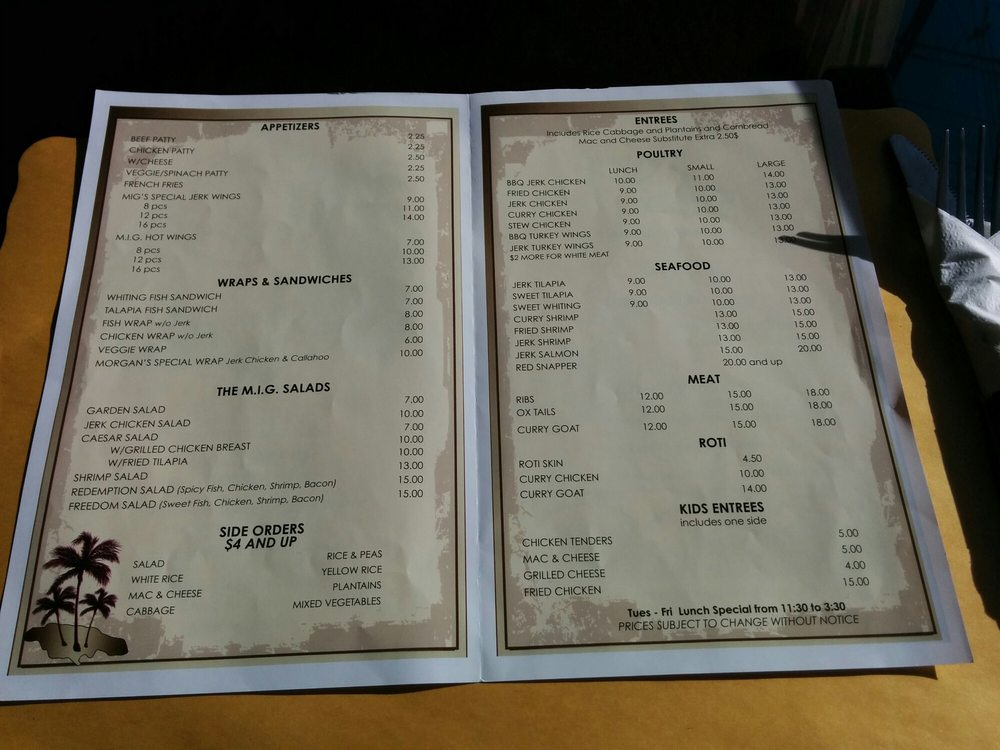 APPETIZERS
BEEF PATTY 2.25
CHICKEN PATTY 2.25
W/CHEESE 2.50
VEGGIE/SPINACH PATTY 2.25
FRENCH FRIES 2.50
MIG'S SPECIAL JERK WINGS
8 pcs 9.00
12 pcs 11.00
16 pcs 14.00
M.I.G. HOT WINGS
8 pcs 7.00
12 pcs 10.00
16 pcs 13.00
WRAPS & SANDWICHES
WHITING FISH SANDWICH 7.00
TALAPIA FISH SANDWICH 7.00
FISH WRAP w/o Jerk 8.00
CHICKEN WRAP w/o Jerk 8.00
VEGGIE WRAP 6.00
MORGAN'S SPECIAL WRAP Jerk Chicken & Callahoo 10.00
THE M.I.G. SALADS
GARDEN SALAD 7.00
JERK CHICKEN SALAD 10.00
CAESAR SALAD 7.00
W/GRILLED CHICKEN BREAST 10.00
W/FRIED TILAPIA 10.00
SHRIMP SALAD 13.00
REDEMPTION SALAD (Spicy Fish, Chicken, Shrimp, Bacon) 15.00
FREEDOM SALAD (Sweet Fish, Chicken, Shrimp, Bacon) 15.00
SIDE ORDERS
$4 AND UP
SALAD RICE & PEAS
WHITE RICE YELLOW RICE
MAC & CHEESE PLANTAINS
CABBAGE MIXED VEGETABLES
ENTREES
Includes Rice Cabbage and Plantains and Cornbread
Mac and Cheese Substitute Extra 2.50$
POULTRY
LUNCH SMALL LARGE
BBQ JERK CHICKEN 10.00 11.00 14.00
FRIED CHICKEN 9.00 10.00 13.00
JERK CHICKEN 9.00 10.00 13.00
CURRY CHICKEN 9.00 10.00 13.00
STEW CHICKEN 9.00 10.00 13.00
BBQ TURKEY WINGS 9.00 10.00 13.00
JERK TURKEY WINGS 9.00 10.00 13.00
$2 MORE FOR WHITE MEAT
SEAFOOD
JERK TILAPIA 9.00 10.00 13.00
SWEET TILAPIA 9.00 10.00 13.00
SWEET WHITING 9.00 10.00 13.00
CURRY SHRIMP 13.00 15.00
FRIED SHRIMP 13.00 15.00
JERK SHRIMP 13.00 15.00
JERK SALMON 15.00 20.00
RED SNAPPER 20.00 and up
MEAT
RIBS 12.00 15.00 18.00
OX TAILS 12.00 15.00 18.00
CURRY GOAT 12.00 15.00 18.00
ROTI
ROTI SKIN 4.50
CURRY CHICKEN 10.00
CURRY GOAT 14.00
KIDS ENTREES
includes one side
CHICKEN TENDERS 5.00
MAC & CHEESE 5.00
GRILLED CHEESE 4.00
FRIED CHICKEN 15.00
Tues - Fri Lunch Special from 11:30 to 3:30
PRICES SUBJECT TO CHANGE WITHOUT NOTICE